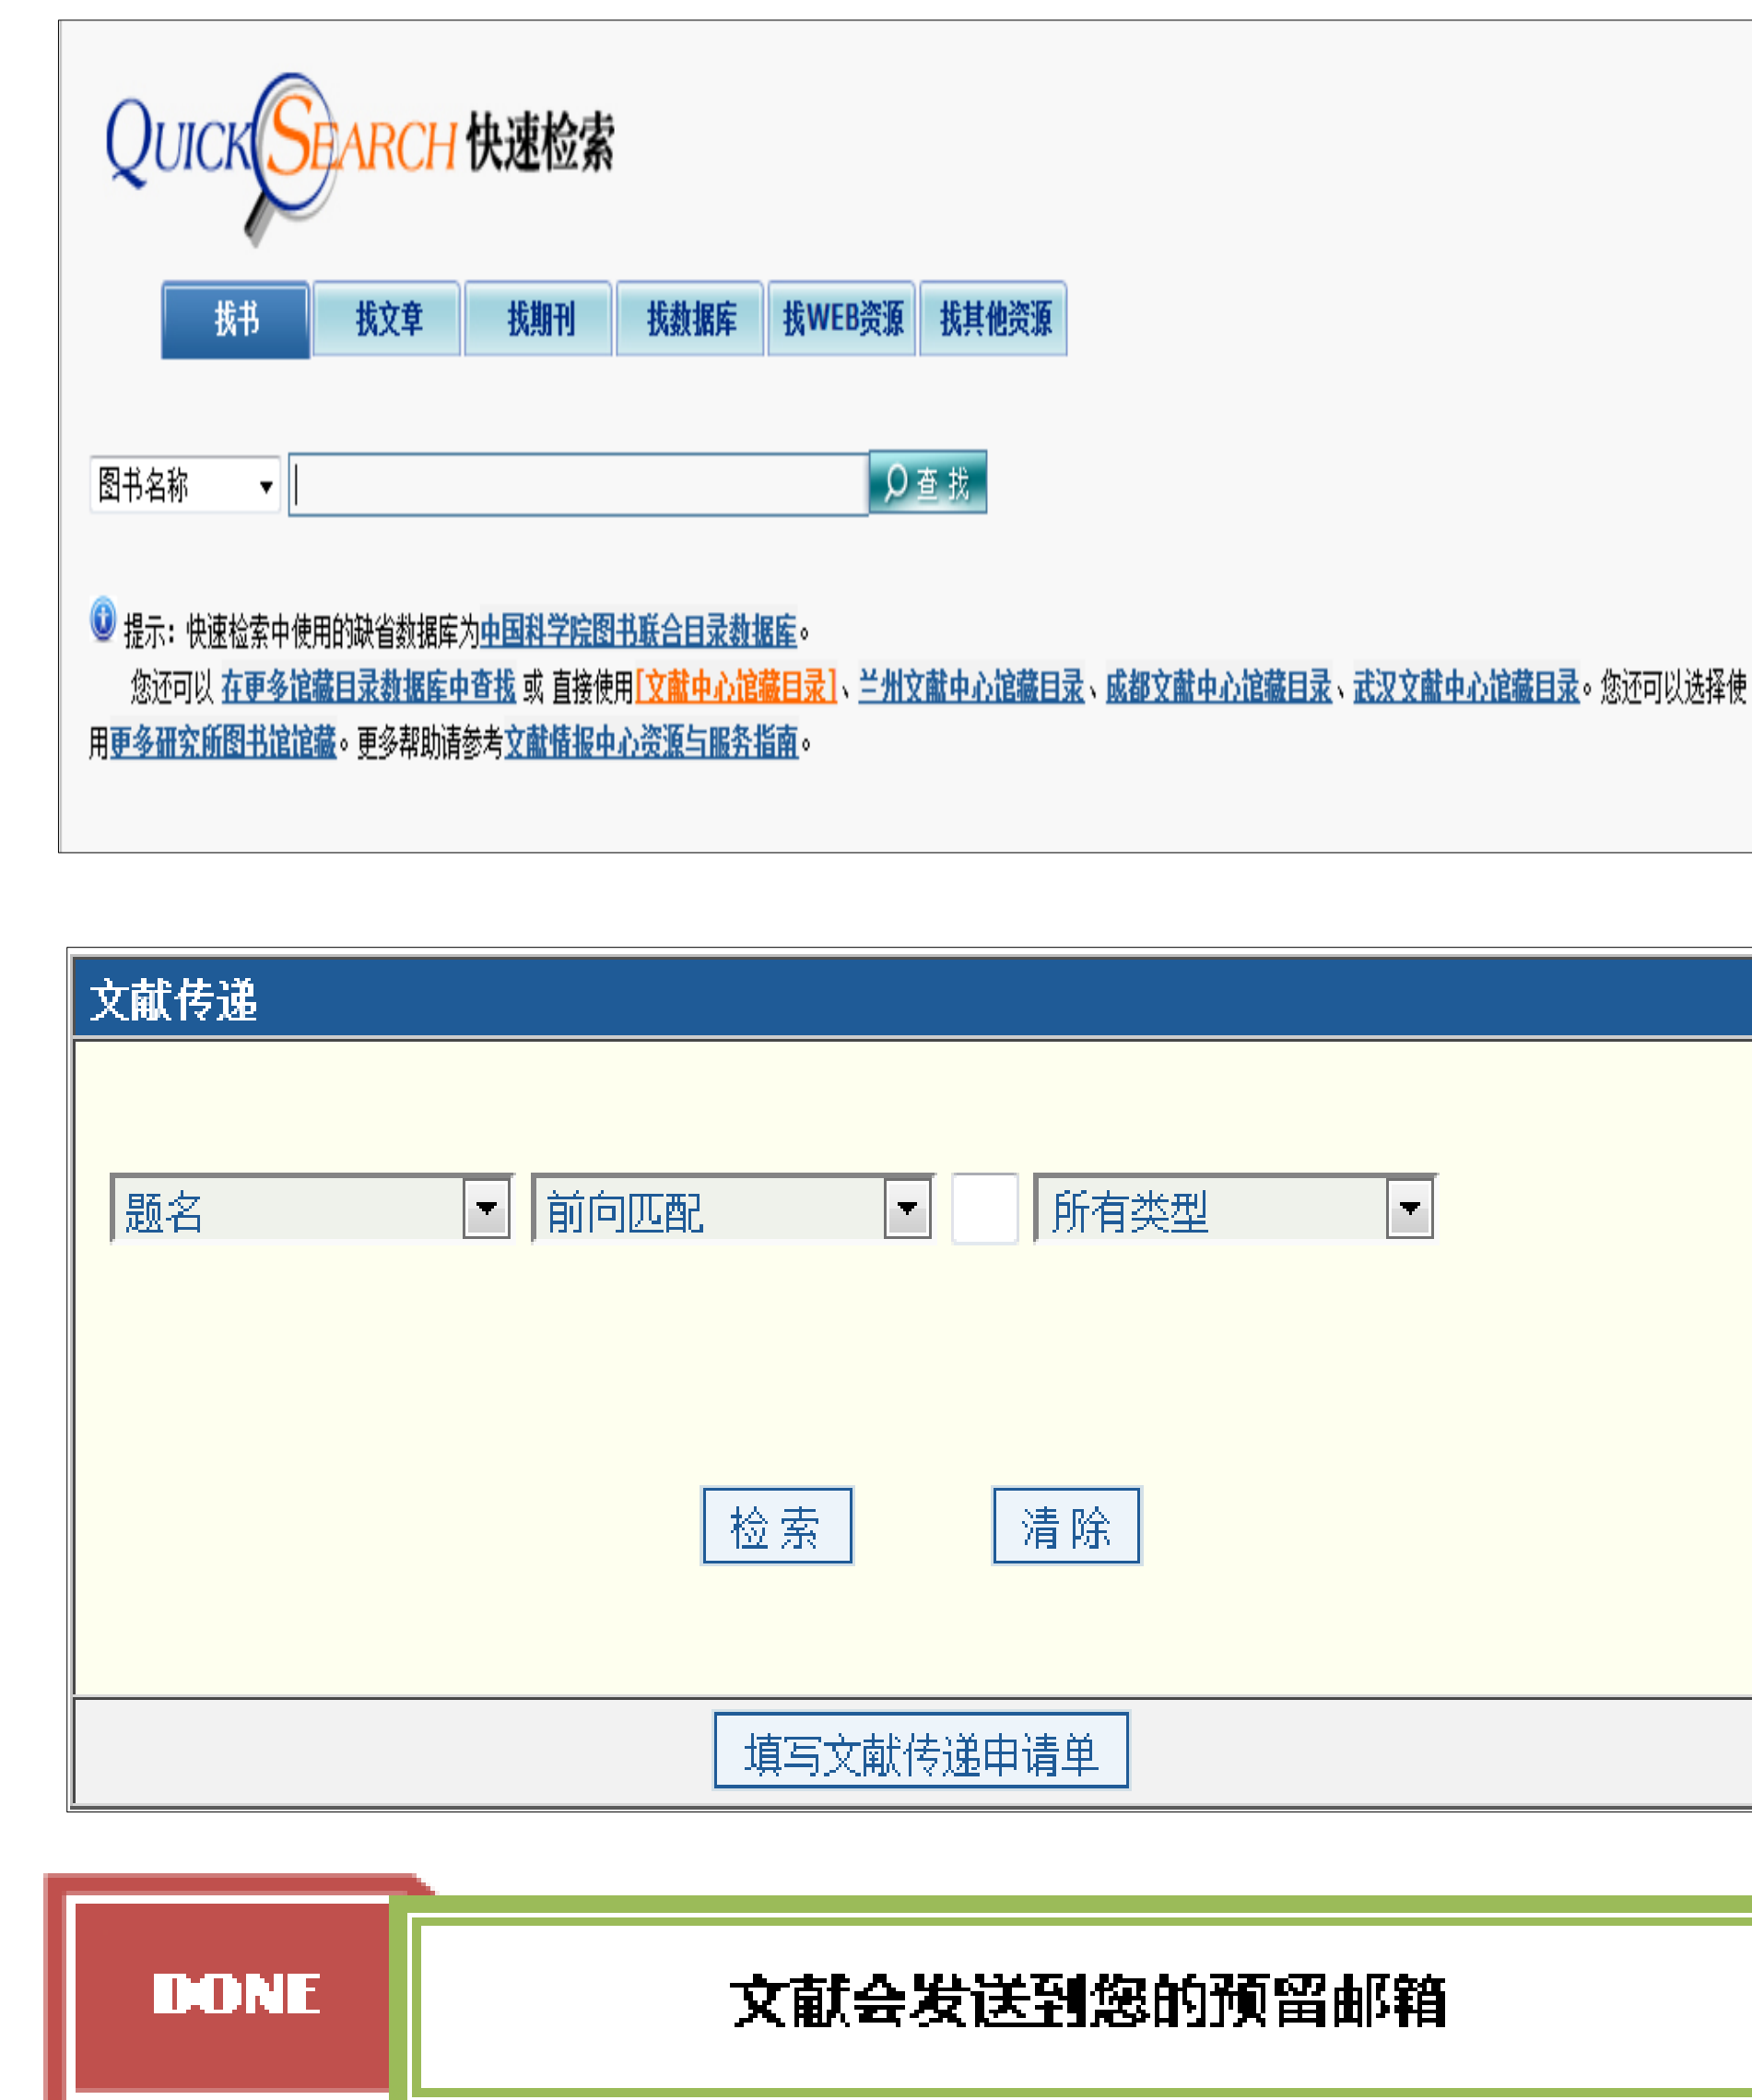 QUICKSEARCH 快速检索
找书 找文章 找期刊 找数据库 找WEB资源 找其他资源
图书名称 查 找
提示：快速检索中使用的缺省数据库为中国科学院图书联合目录数据库。
您还可以 在更多馆藏目录数据库中查找 或 直接使用[文献中心馆藏目录]、兰州文献中心馆藏目录、成都文献中心馆藏目录、武汉文献中心馆藏目录。您还可以选择使
用更多研究所图书馆馆藏。更多帮助请参考文献情报中心资源与服务指南。
文献传递
题名 前向匹配 所有类型
检 索 清 除
填写文献传递申请单
DONE 文献会发送到您的预留邮箱